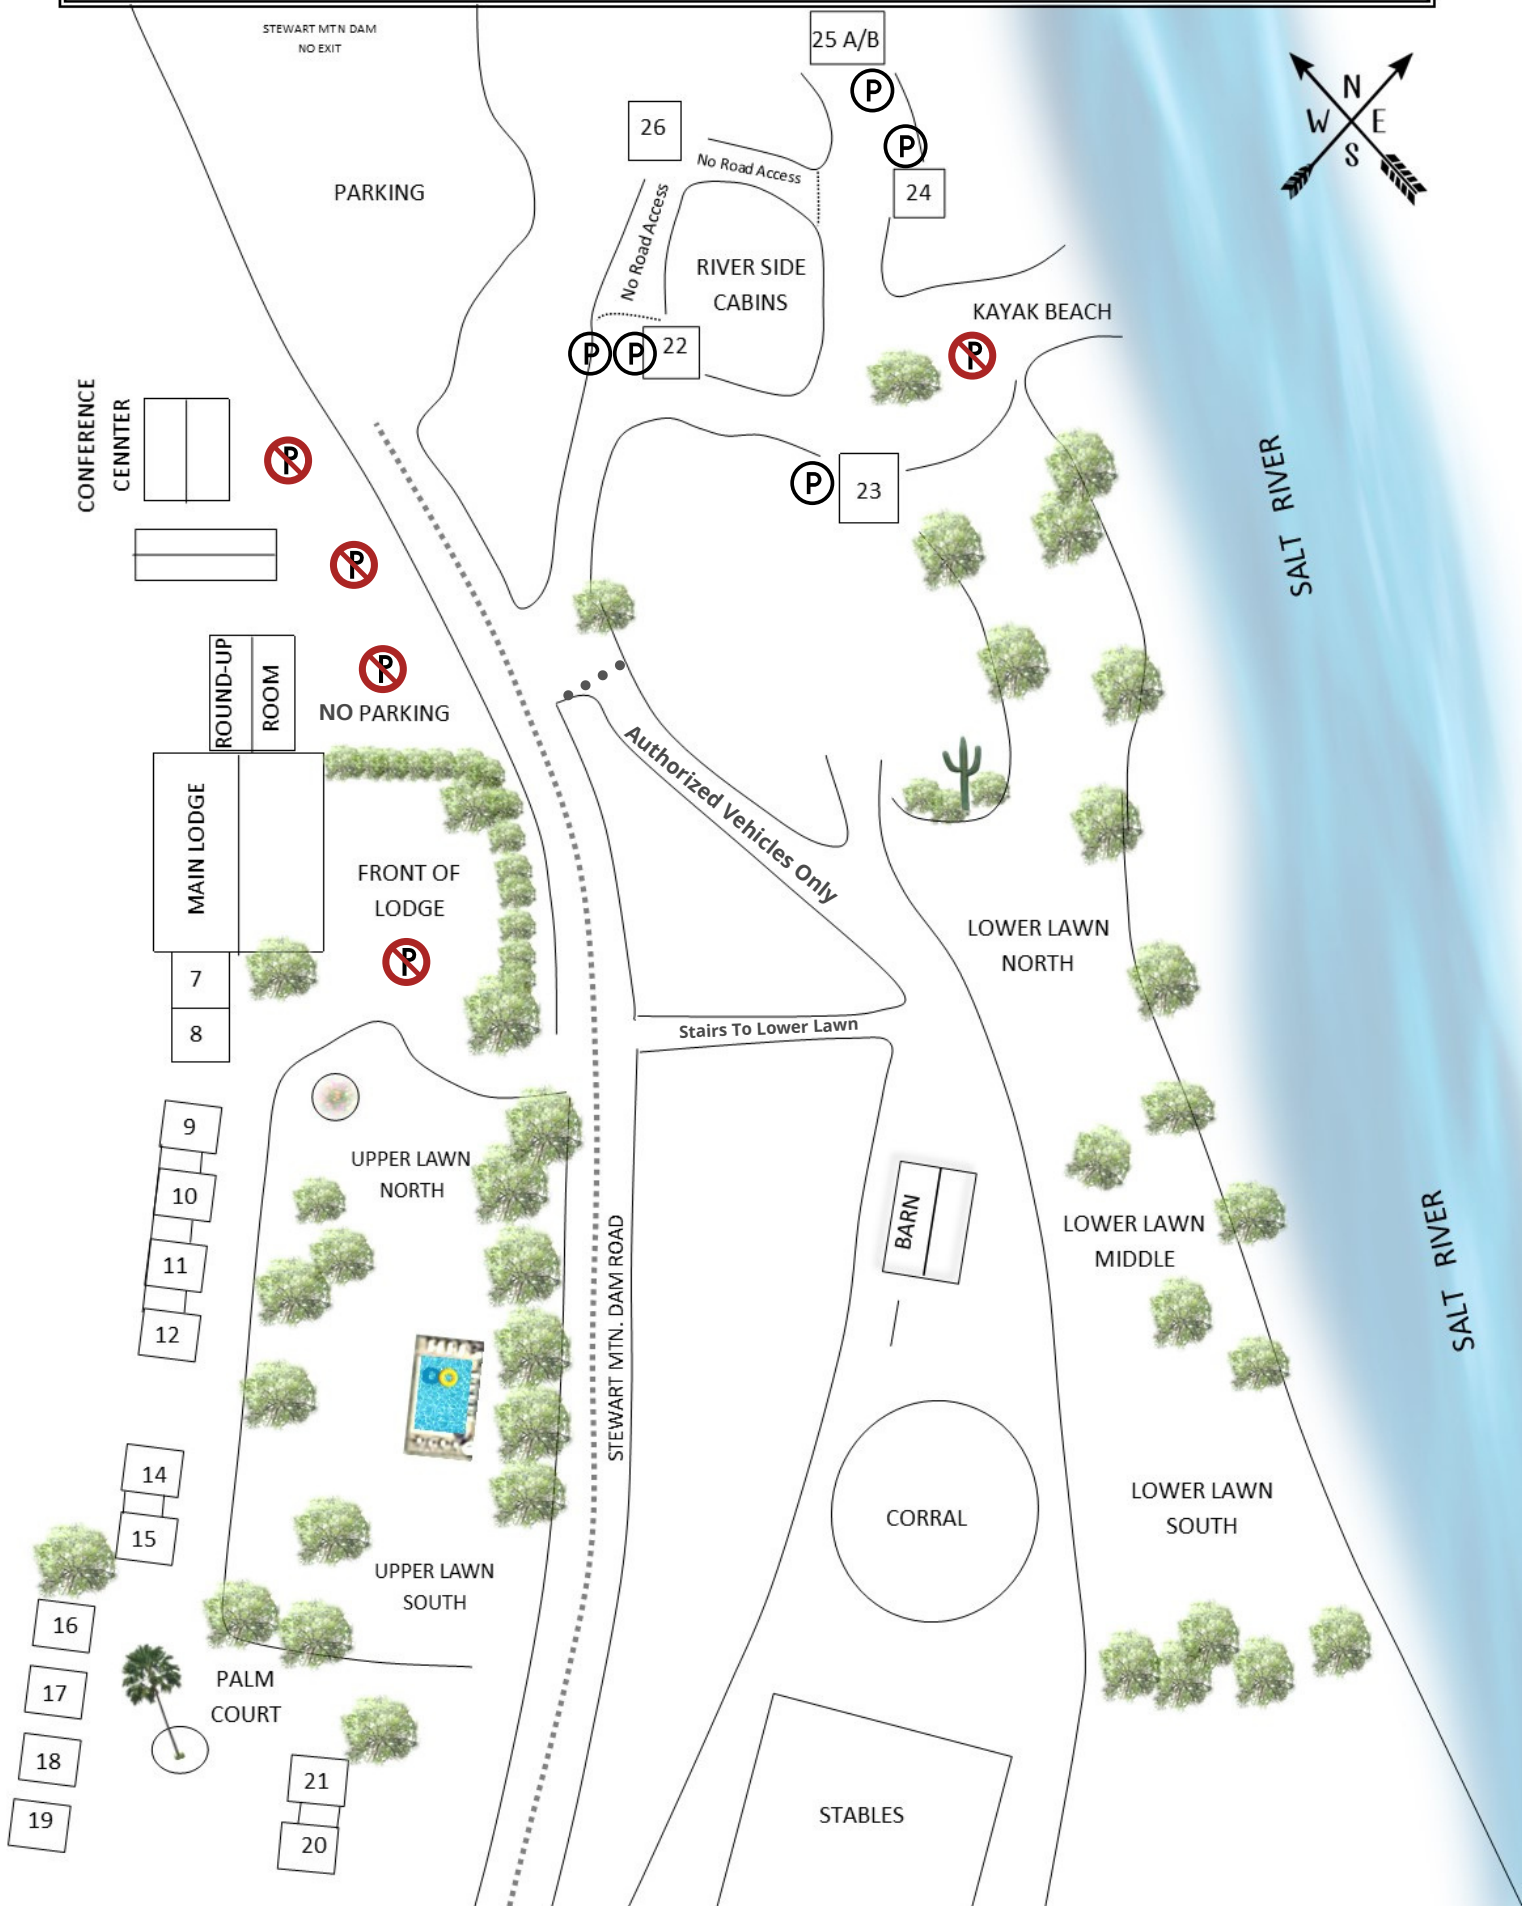 STEWART MTN DAM
NO EXIT
25 A/B
P
N
W E
S
26
P
No Road Access
PARKING
24
No Road Access
RIVER SIDE
CABINS
KAYAK BEACH
P
P
22
P
CONFERENCE
CENNTER
P
P
23
SALT RIVER
P
ROUND-UP
ROOM
P
NO PARKING
Authorized Vehicles Only
MAIN LODGE
FRONT OF
LODGE
P
LOWER LAWN
NORTH
7
8
Stairs To Lower Lawn
9
UPPER LAWN
NORTH
10
BARN
LOWER LAWN
MIDDLE
SALT RIVER
11
12
STEWART MTN. DAM ROAD
14
15
CORRAL
LOWER LAWN
SOUTH
UPPER LAWN
SOUTH
16
PALM
COURT
17
18
21
STABLES
19
20